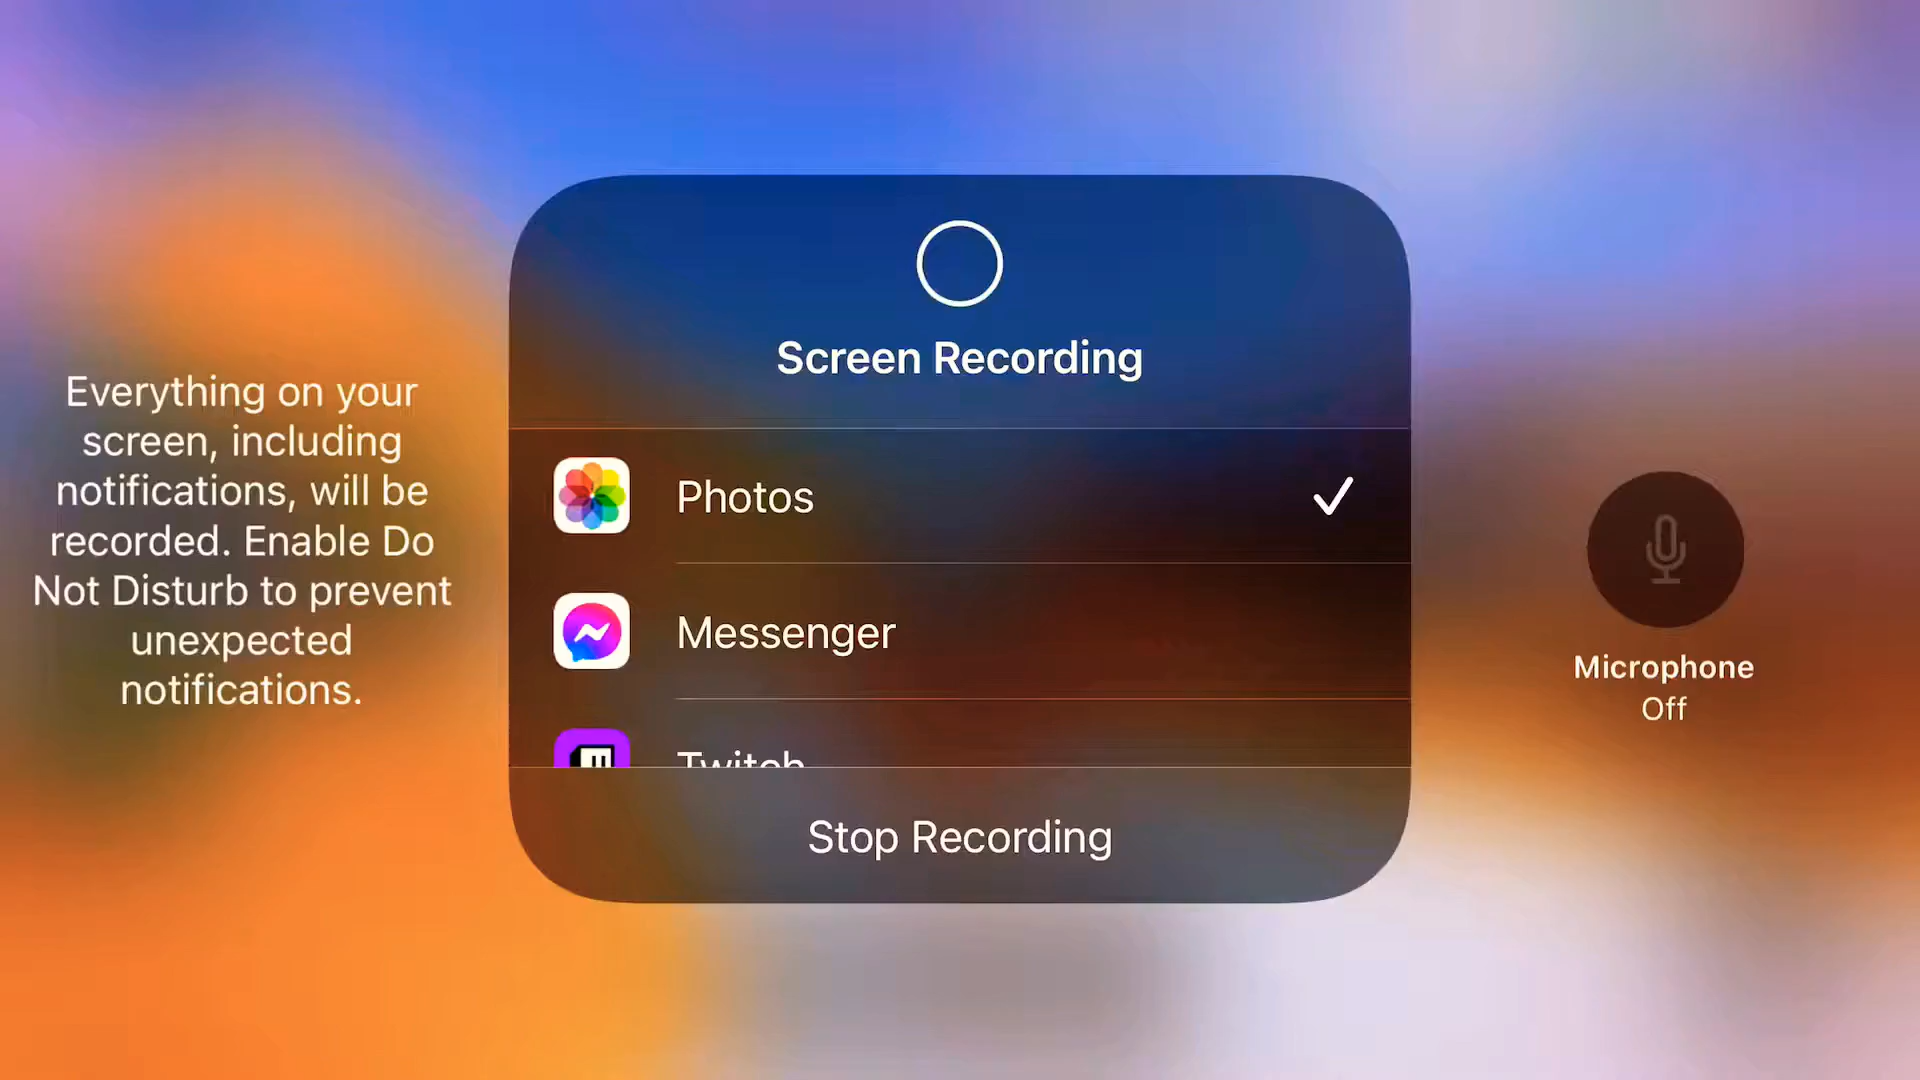 Everything on your
screen, including
notifications, will be
recorded. Enable Do
Not Disturb to prevent
unexpected
notifications.
Screen Recording
Photos
Messenger
Twitch
Stop Recording
Microphone
Off